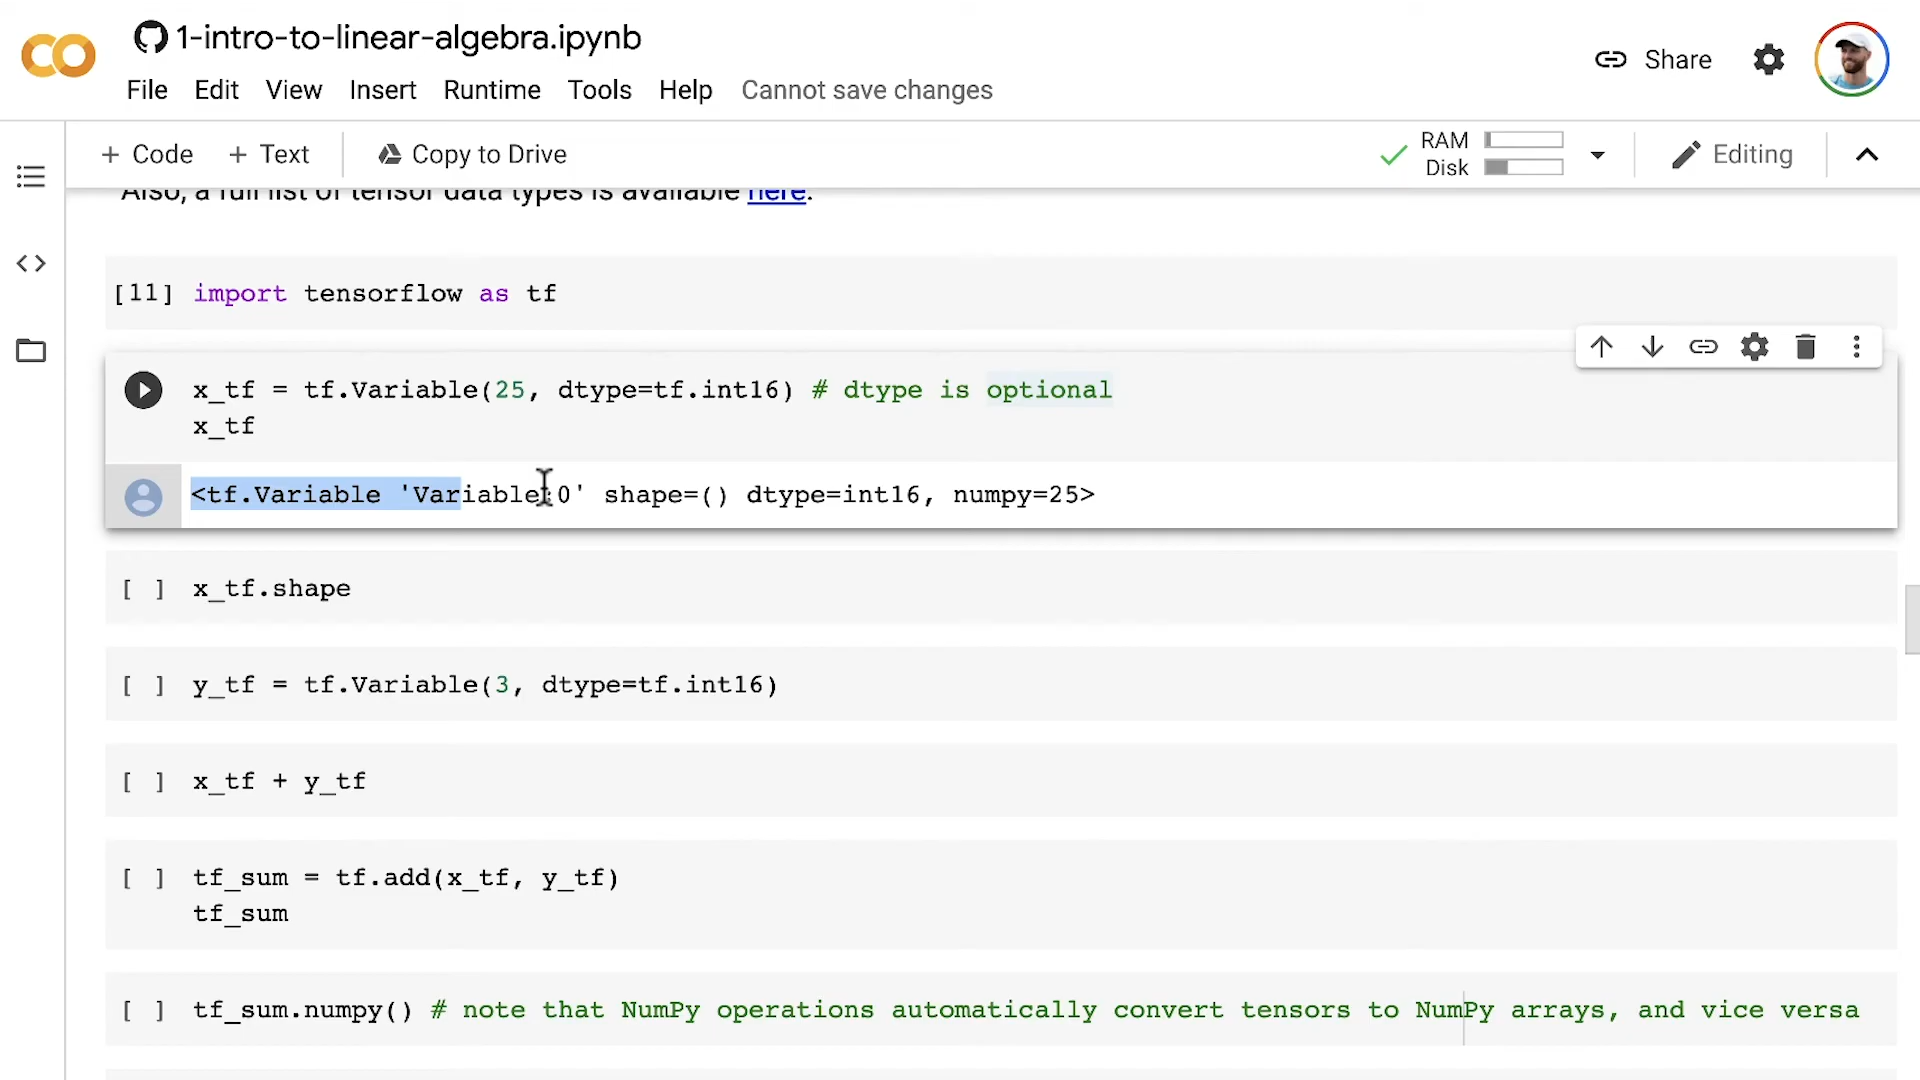 1-intro-to-linear-algebra.ipynb
File Edit View Insert Runtime Tools Help Cannot save changes
Share
+ Code + Text Copy to Drive
RAM
Disk
Editing
Also, a full list of tensor data types is available here.
[11] import tensorflow as tf
x_tf = tf.Variable(25, dtype=tf.int16) # dtype is optional
x_tf
<tf.Variable 'Variable:0' shape=() dtype=int16, numpy=25>
[ ] x_tf.shape
[ ] y_tf = tf.Variable(3, dtype=tf.int16)
[ ] x_tf + y_tf
[ ] tf_sum = tf.add(x_tf, y_tf)
tf_sum
[ ] tf_sum.numpy() # note that NumPy operations automatically convert tensors to NumPy arrays, and vice versa